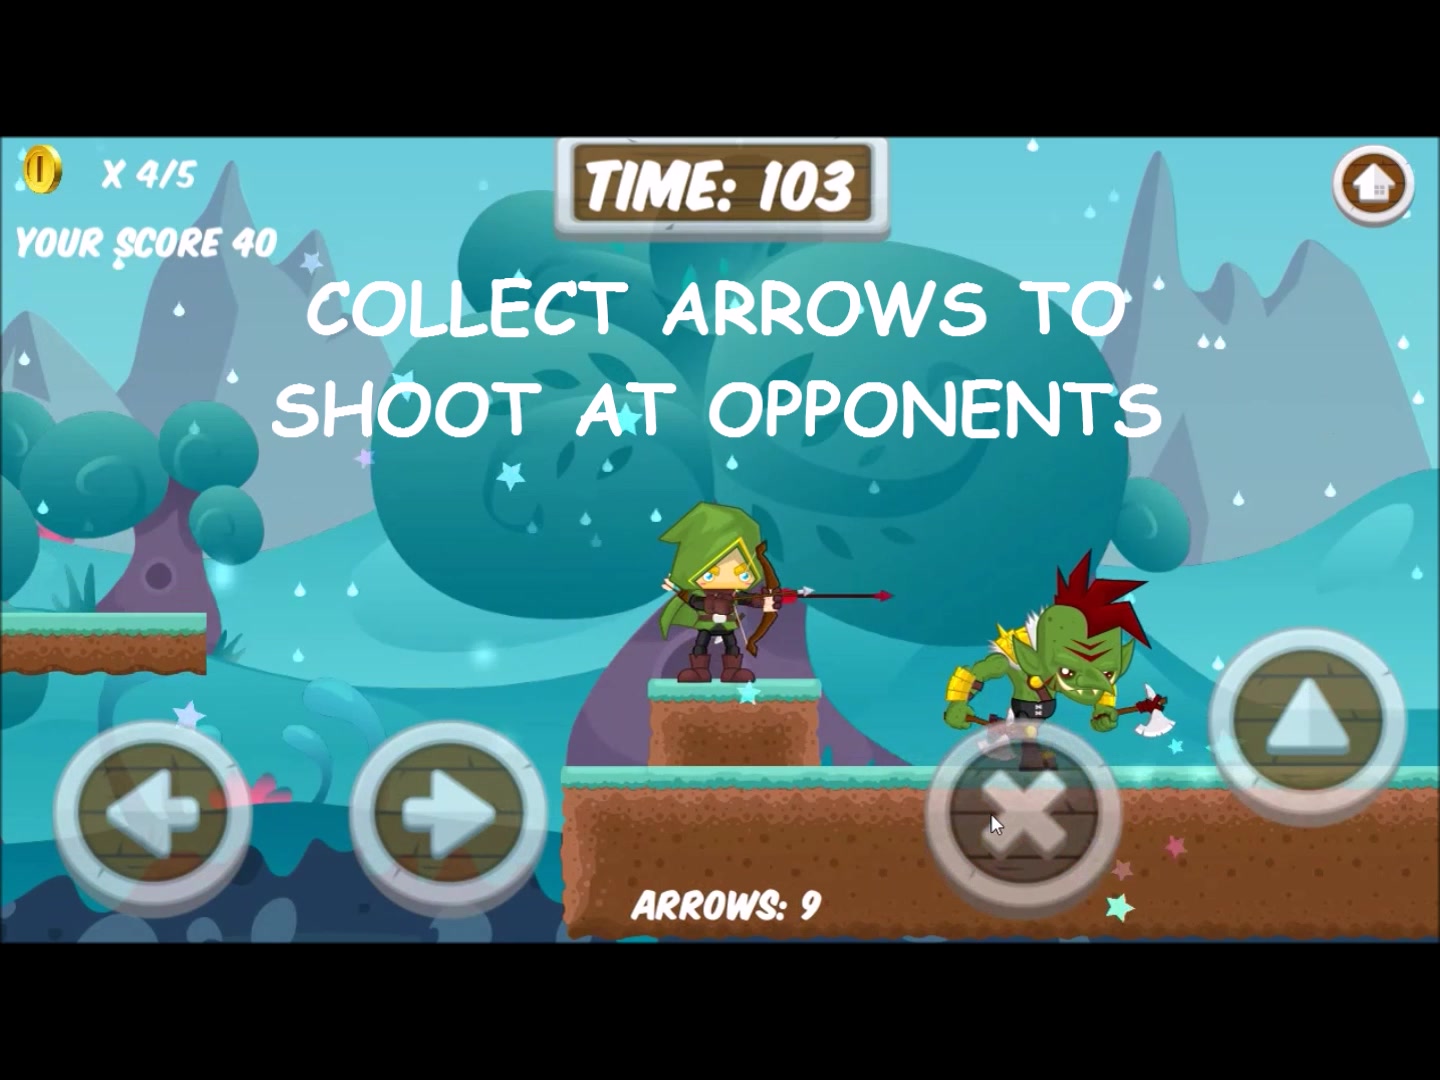 X 4/5
TIME: 103
YOUR SCORE 40
COLLECT ARROWS TO
SHOOT AT OPPONENTS
ARROWS: 9